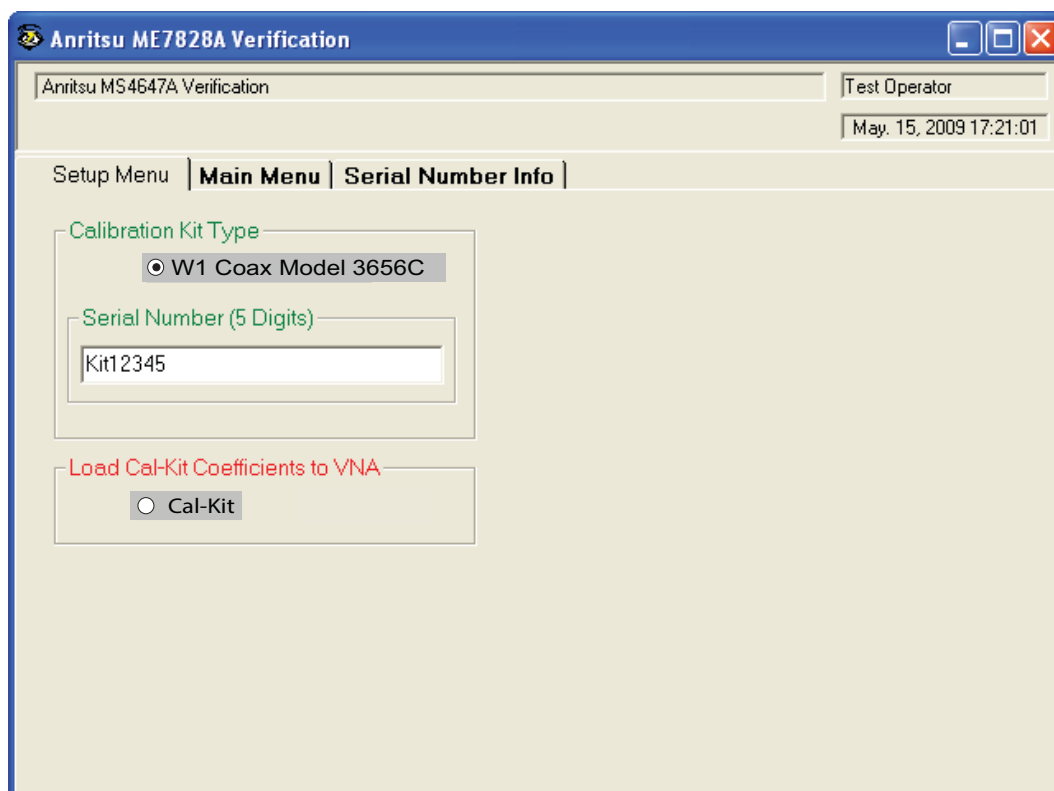 Anritsu ME7828A Verification
Anritsu MS4647A Verification
Test Operator
May. 15, 2009 17:21:01
Setup Menu Main Menu Serial Number Info
Calibration Kit Type
W1 Coax Model 3656C
Serial Number (5 Digits)
Kit12345
Load Cal-Kit Coefficients to VNA
Cal-Kit